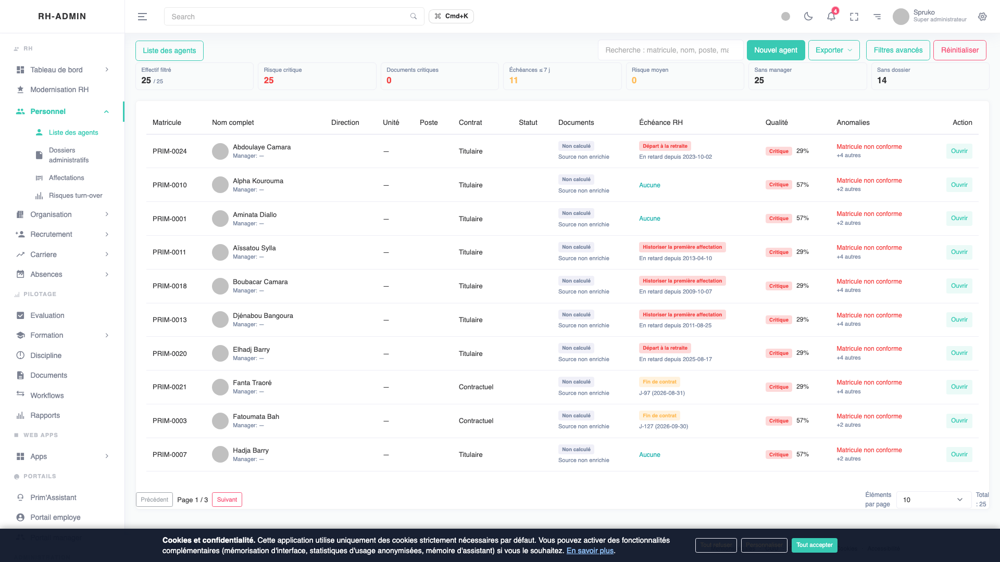 RH-ADMIN
Search
Cmd+K
4
Spruko
Super administrateur
RH
Tableau de bord
Modernisation RH
Personnel
Liste des agents
Dossiers
administratifs
Affectations
Risques turn-over
Organisation
Recrutement
Carriere
Absences
PILOTAGE
Evaluation
Formation
Discipline
Documents
Workflows
Rapports
WEB APPS
Apps
PORTAILS
Prim'Assistant
Portail employe
Portail manager
Liste des agents
Recherche : matricule, nom, poste, ma
Nouvel agent
Exporter
Filtres avancés
Réinitialiser
Effectif filtré
25 / 25
Risque critique
25
Documents critiques
0
Échéances ≤ 7 j
11
Risque moyen
0
Sans manager
25
Sans dossier
14
Matricule Nom complet Direction Unité Poste Contrat Statut Documents Échéance RH Qualité Anomalies Action
PRIM-0024 Abdoulaye Camara Manager: — — Titulaire Non calculé Source non enrichie Départ à la retraite En retard depuis 2023-10-02 Critique 29% Matricule non conforme +4 autres Ouvrir
PRIM-0010 Alpha Kourouma Manager: — — Titulaire Non calculé Source non enrichie Aucune Critique 57% Matricule non conforme +2 autres Ouvrir
PRIM-0001 Aminata Diallo Manager: — — Titulaire Non calculé Source non enrichie Aucune Critique 57% Matricule non conforme +2 autres Ouvrir
PRIM-0011 Aïssatou Sylla Manager: — — Titulaire Non calculé Source non enrichie Historiser la première affectation En retard depuis 2013-04-10 Critique 29% Matricule non conforme +4 autres Ouvrir
PRIM-0018 Boubacar Camara Manager: — — Titulaire Non calculé Source non enrichie Historiser la première affectation En retard depuis 2009-10-07 Critique 29% Matricule non conforme +4 autres Ouvrir
PRIM-0013 Djénabou Bangoura Manager: — — Titulaire Non calculé Source non enrichie Historiser la première affectation En retard depuis 2011-08-25 Critique 29% Matricule non conforme +4 autres Ouvrir
PRIM-0020 Elhadj Barry Manager: — — Titulaire Non calculé Source non enrichie Départ à la retraite En retard depuis 2025-08-17 Critique 29% Matricule non conforme +4 autres Ouvrir
PRIM-0021 Fanta Traoré Manager: — — Contractuel Non calculé Source non enrichie Fin de contrat J-97 (2026-08-31) Critique 29% Matricule non conforme +4 autres Ouvrir
PRIM-0003 Fatoumata Bah Manager: — — Contractuel Non calculé Source non enrichie Fin de contrat J-127 (2026-09-30) Critique 57% Matricule non conforme +2 autres Ouvrir
PRIM-0007 Hadja Barry Manager: — — Titulaire Non calculé Source non enrichie Aucune Critique 57% Matricule non conforme +2 autres Ouvrir
Précédent Page 1 / 3 Suivant
Éléments
par page
10
Total
: 25
Cookies et confidentialité. Cette application utilise uniquement des cookies strictement nécessaires par défaut. Vous pouvez activer des fonctionnalités
complémentaires (mémorisation d'interface, statistiques d'usage anonymisées, mémoire d'assistant) si vous le souhaitez. En savoir plus.
Tout refuser
Personnaliser
Tout accepter